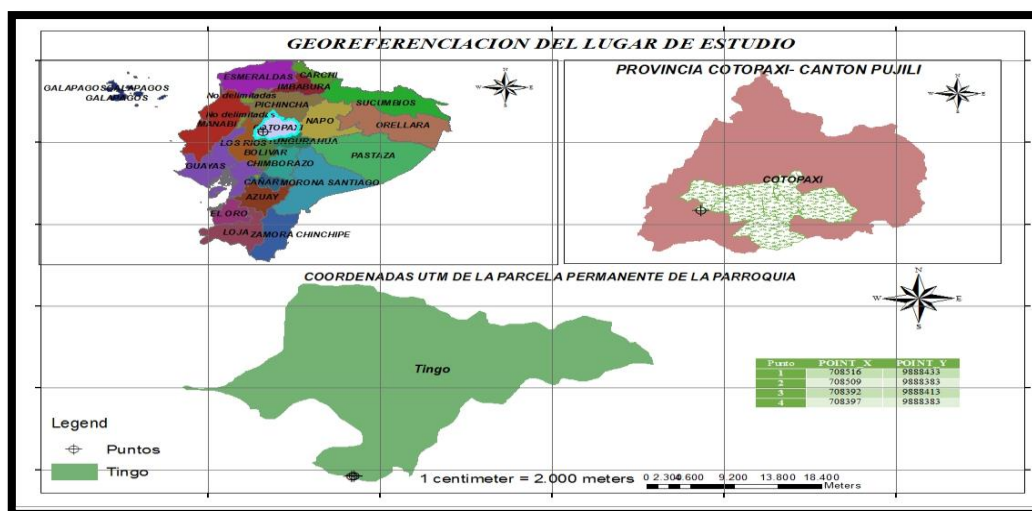 GEOREFERENCIACION DEL LUGAR DE ESTUDIO
GALAPAGOSGALAPAGOS
GALAPAGOS
ESMERALDAS
CARCHI
IMBABURA
No delimitadas
PICHINCHA
SUCUMBIOS
No delimitadas
MANABI
NAPO
ORELLARA
COTOPAXI
LOS RIOS
TUNGURAHUA
BOLIVAR
PASTAZA
GUAYAS
CHIMBORAZO
CAÑAR
MORONA SANTIAGO
AZUAY
EL ORO
LOJA
ZAMORA CHINCHIPE
N
W E
S
PROVINCIA COTOPAXI- CANTON PUJILI
N
W E
S
COTOPAXI
COORDENADAS UTM DE LA PARCELA PERMANENTE DE LA PARROQUIA
N
W E
S
Tingo
Punto POINT_X POINT_Y
1 708516 9888433
2 708509 9888383
3 708392 9888413
4 708397 9888383
Legend
Puntos
Tingo
1 centimeter = 2.000 meters
0 2.300 4.600 9.200 13.800 18.400
Meters